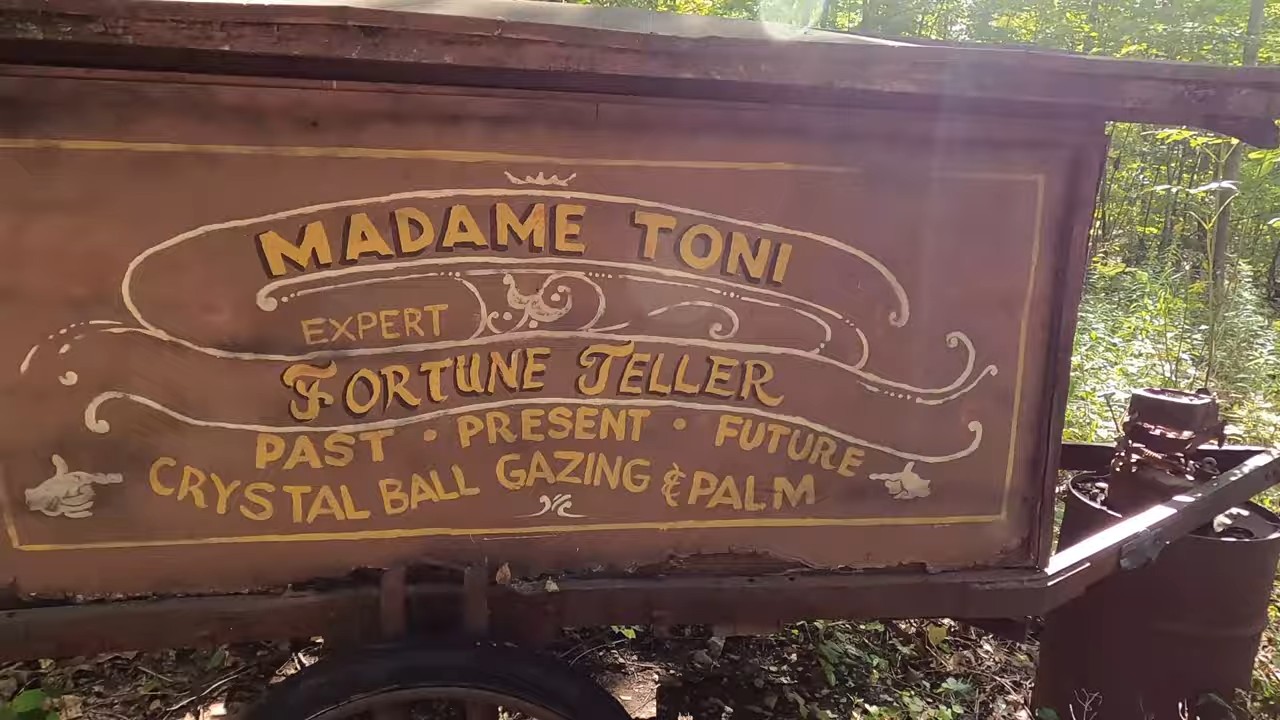 MADAME TONI
EXPERT
FORTUNE TELLER
PAST · PRESENT · FUTURE
CRYSTAL BALL GAZING & PALM